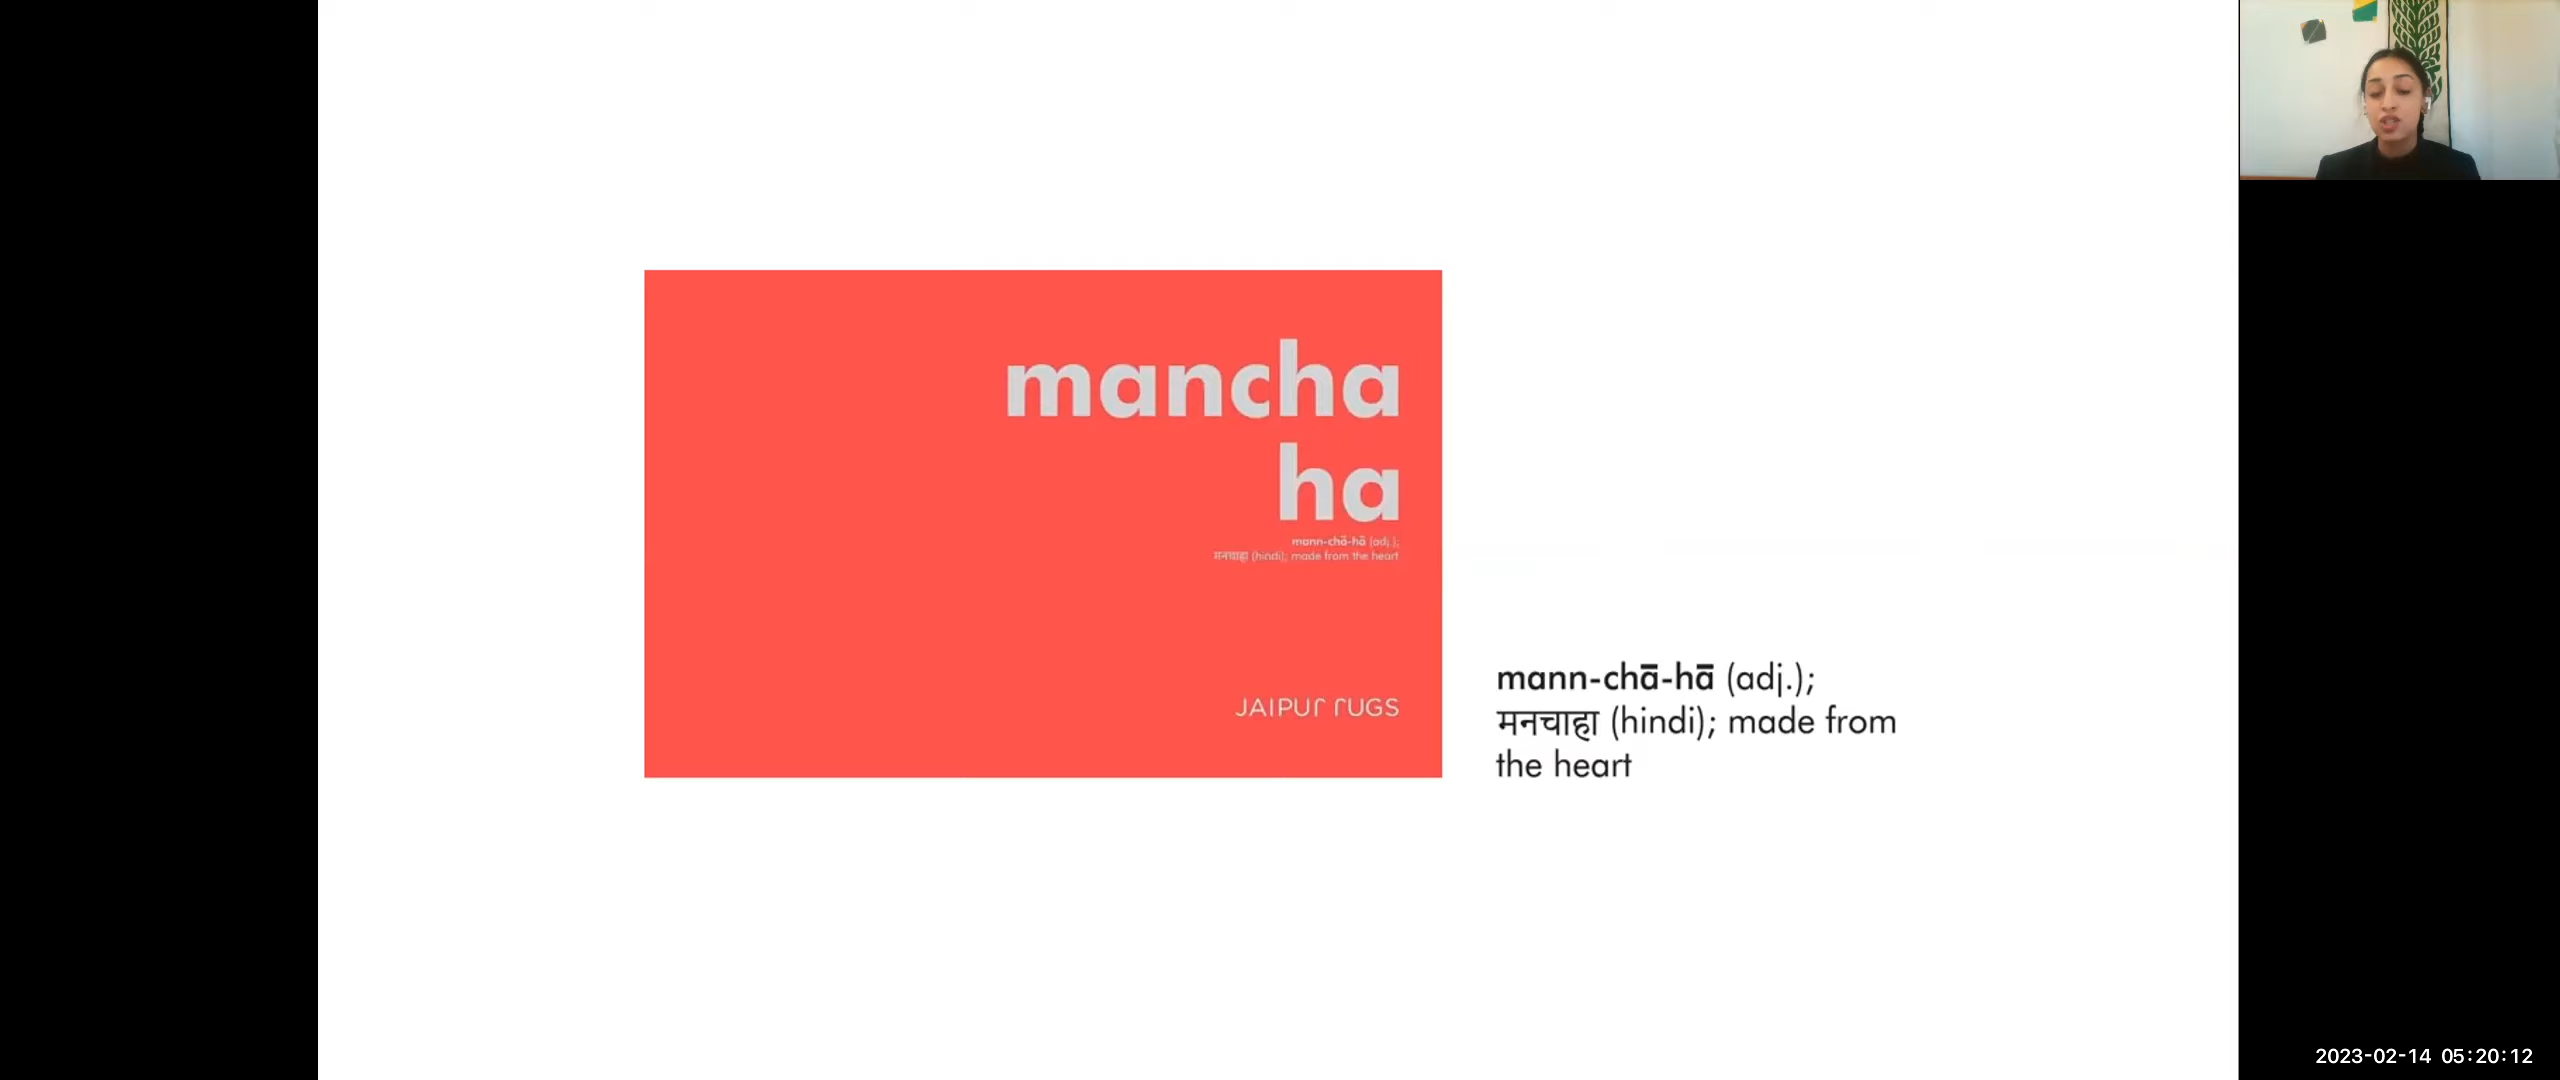 mancha
ha
mann-chā-hā (adj.);
मनचाहा (hindi); made from the heart
JAIPUR RUGS
mann-chā-hā (adj.);
मनचाहा (hindi); made from
the heart
2023-02-14 05:20:12